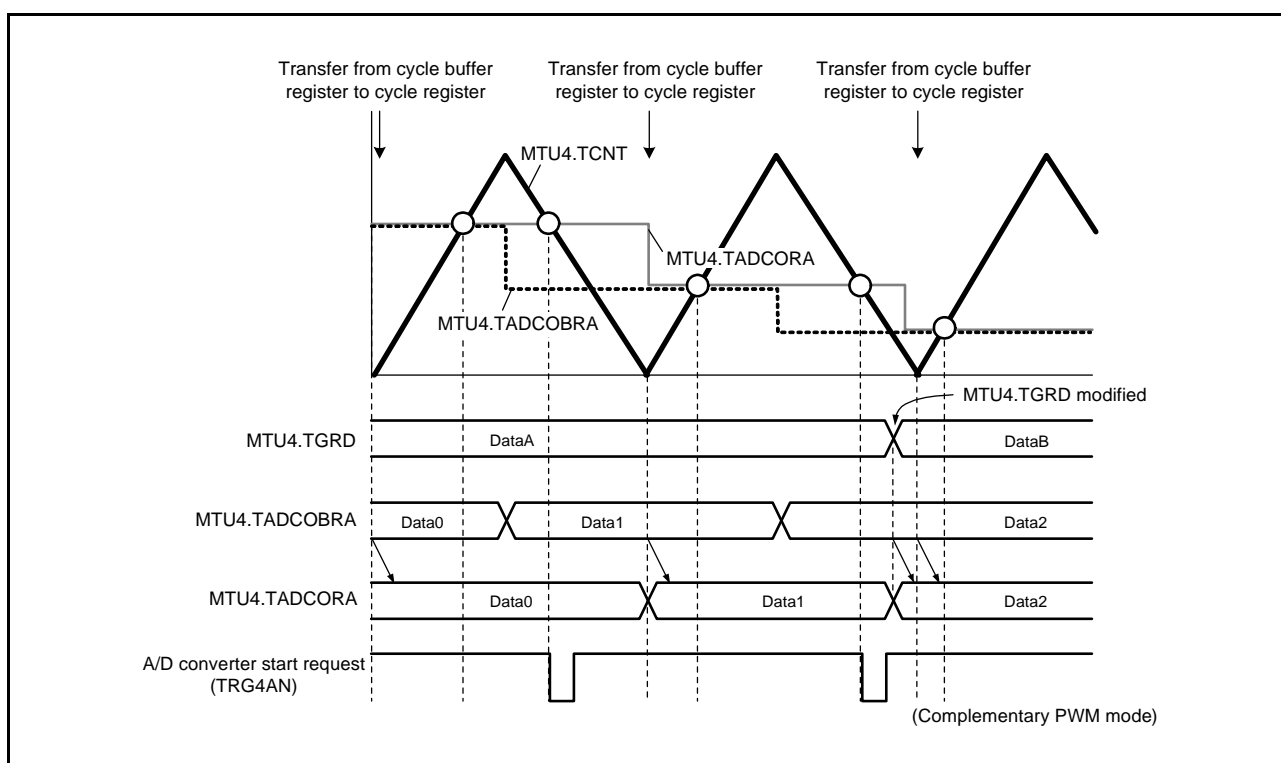 Transfer from cycle buffer
register to cycle register
Transfer from cycle buffer
register to cycle register
Transfer from cycle buffer
register to cycle register
MTU4.TCNT
MTU4.TADCORA
MTU4.TADCOBRA
MTU4.TGRD modified
MTU4.TGRD
DataA
DataB
MTU4.TADCOBRA
Data0
Data1
Data2
MTU4.TADCORA
Data0
Data1
Data2
A/D converter start request
(TRG4AN)
(Complementary PWM mode)